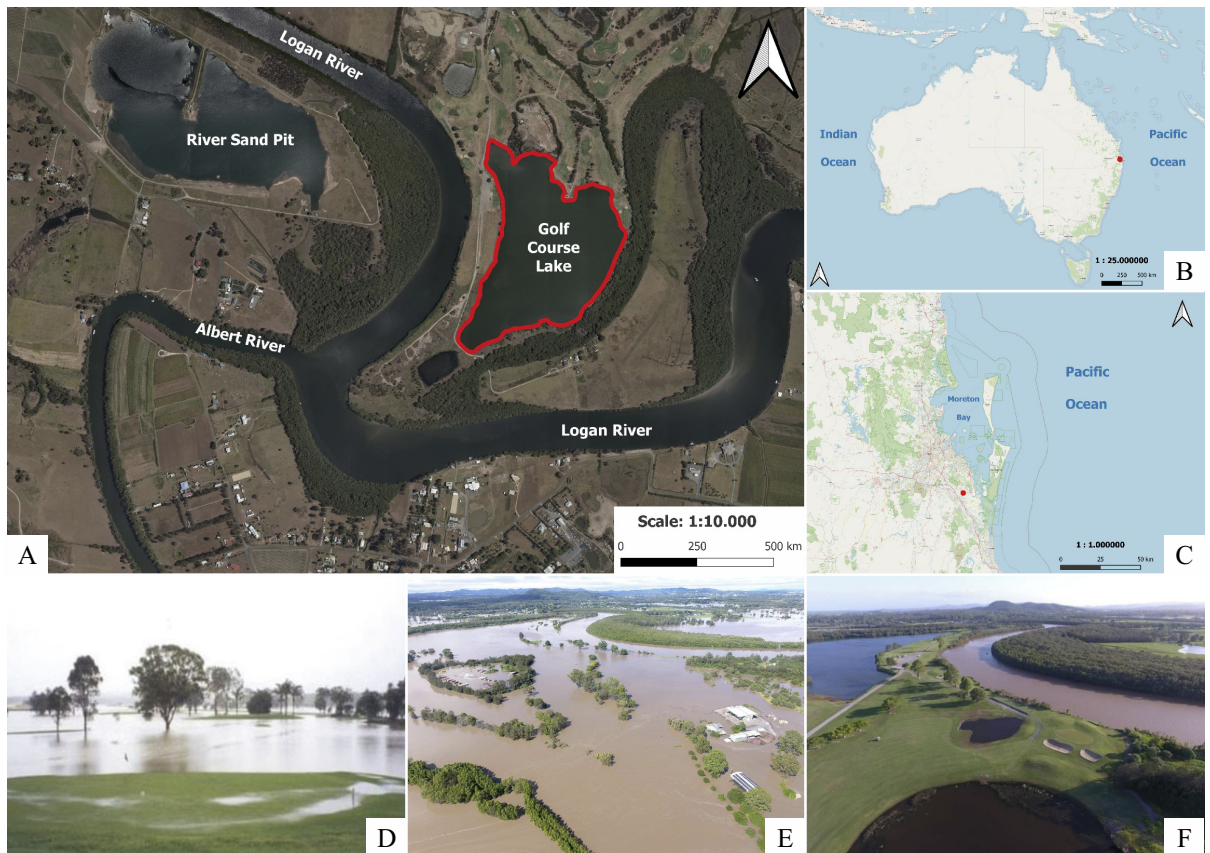 Logan River
River Sand Pit
Golf
Course
Lake
Albert River
Logan River
Scale: 1:10.000
0 250 500 km
A
Indian
Ocean
Pacific
Ocean
1 : 25.000000
0 250 500 km
B
Pacific
Ocean
Moreton
Bay
1 : 1.000000
0 25 50 km
C
D
E
F